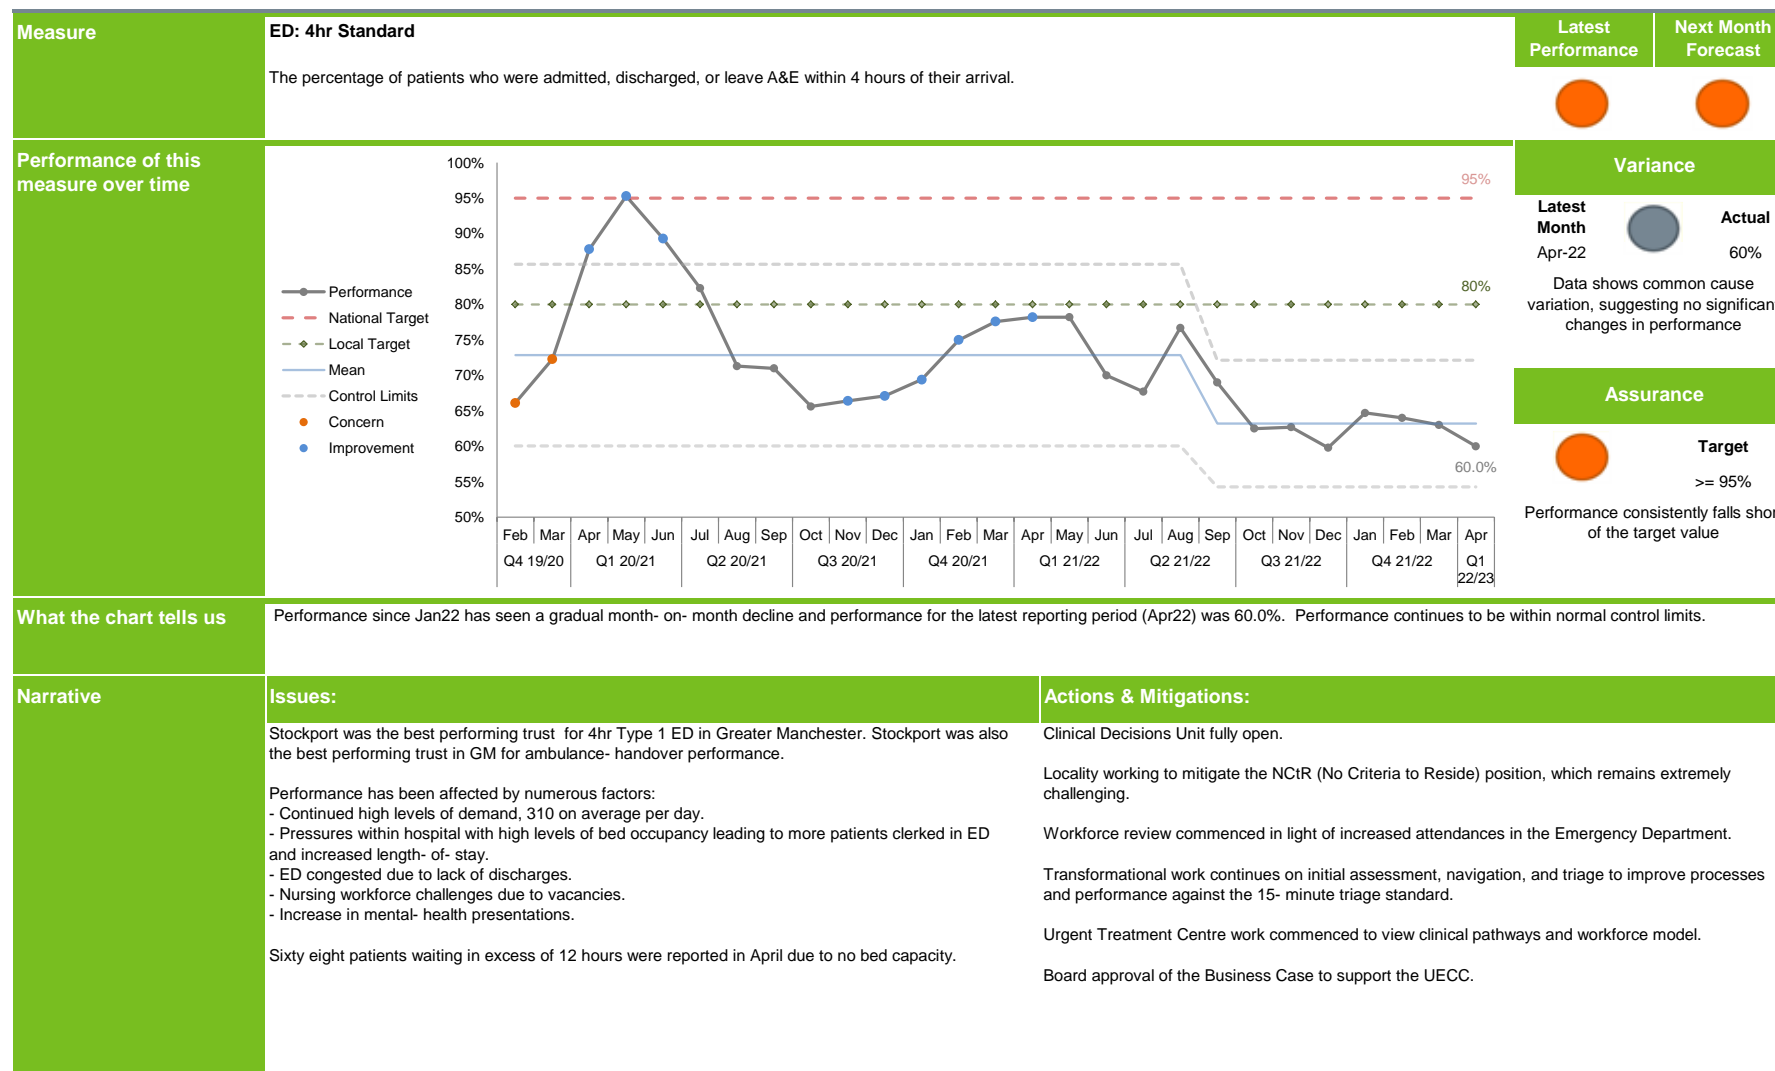 Measure
ED: 4hr Standard
The percentage of patients who were admitted, discharged, or leave A&E within 4 hours of their arrival.
Latest
Performance
Next Month
Forecast
Performance of this
measure over time
100%
95%
90%
85%
80%
75%
70%
65%
60%
55%
50%
Performance
National Target
Local Target
Mean
Control Limits
Concern
Improvement
95%
80%
60.0%
Feb Mar Apr May Jun Jul Aug Sep Oct Nov Dec Jan Feb Mar Apr May Jun Jul Aug Sep Oct Nov Dec Jan Feb Mar Apr
Q4 19/20 Q1 20/21 Q2 20/21 Q3 20/21 Q4 20/21 Q1 21/22 Q2 21/22 Q3 21/22 Q4 21/22 Q1
22/23
Variance
Latest
Month
Actual
Apr-22
60%
Data shows common cause
variation, suggesting no significan
changes in performance
Assurance
Target
>= 95%
Performance consistently falls shor
of the target value
What the chart tells us
Performance since Jan22 has seen a gradual month- on- month decline and performance for the latest reporting period (Apr22) was 60.0%.  Performance continues to be within normal control limits.
Narrative
Issues:
Stockport was the best performing trust  for 4hr Type 1 ED in Greater Manchester. Stockport was also
the best performing trust in GM for ambulance- handover performance.
Performance has been affected by numerous factors:
- Continued high levels of demand, 310 on average per day.
- Pressures within hospital with high levels of bed occupancy leading to more patients clerked in ED
and increased length- of- stay.
- ED congested due to lack of discharges.
- Nursing workforce challenges due to vacancies.
- Increase in mental- health presentations.
Sixty eight patients waiting in excess of 12 hours were reported in April due to no bed capacity.
Actions & Mitigations:
Clinical Decisions Unit fully open.
Locality working to mitigate the NCtR (No Criteria to Reside) position, which remains extremely
challenging.
Workforce review commenced in light of increased attendances in the Emergency Department.
Transformational work continues on initial assessment, navigation, and triage to improve processes
and performance against the 15- minute triage standard.
Urgent Treatment Centre work commenced to view clinical pathways and workforce model.
Board approval of the Business Case to support the UECC.